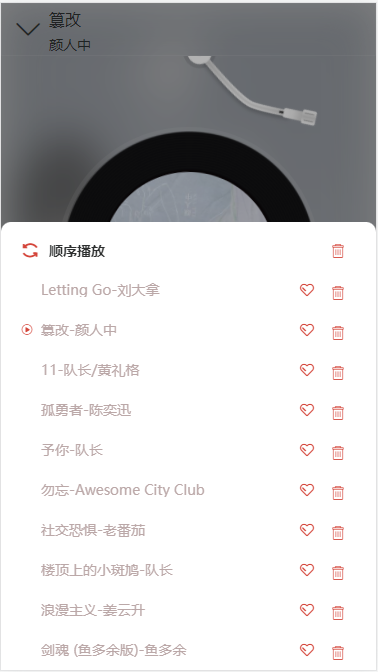 篡改
颜人中
顺序播放
Letting Go-刘大拿
篡改-颜人中
11-队长/黄礼格
孤勇者-陈奕迅
予你-队长
勿忘-Awesome City Club
社交恐惧-老番茄
楼顶上的小斑鸠-队长
浪漫主义-姜云升
剑魂 (鱼多余版)-鱼多余